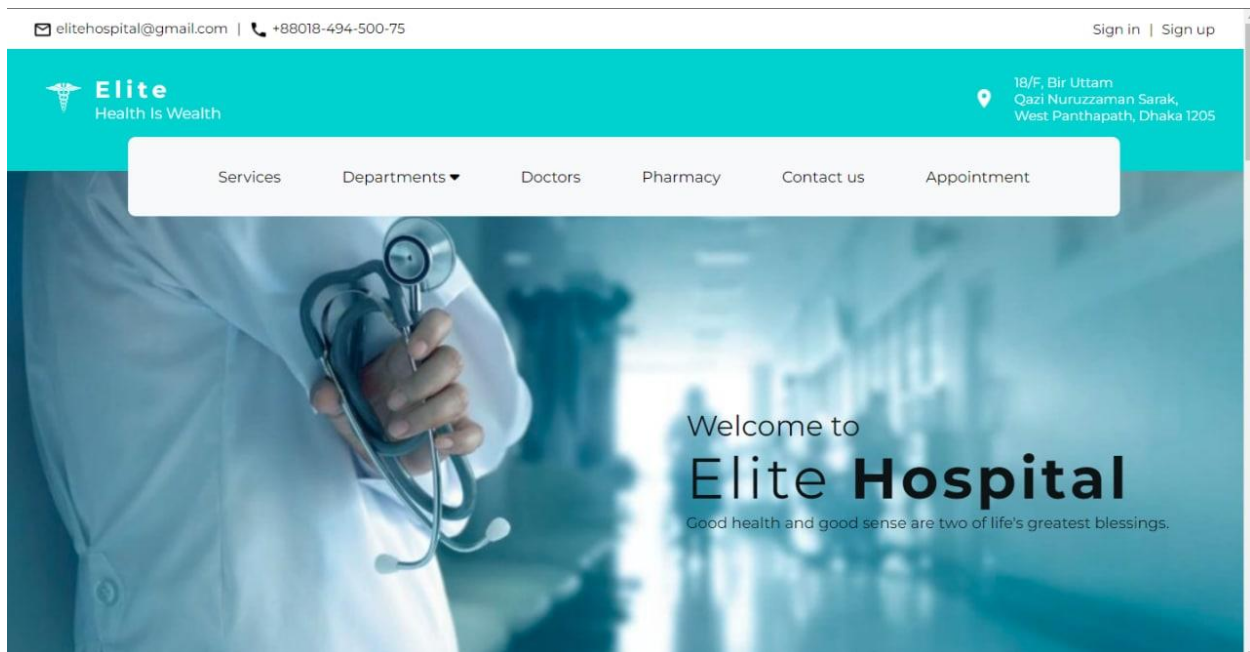 elitehospital@gmail.com | +88018-494-500-75
Sign in | Sign up
Elite
Health Is Wealth
18/F, Bir Uttam
Qazi Nuruzzaman Sarak,
West Panthapath, Dhaka 1205
Services Departments Doctors Pharmacy Contact us Appointment
Welcome to
Elite Hospital
Good health and good sense are two of life's greatest blessings.